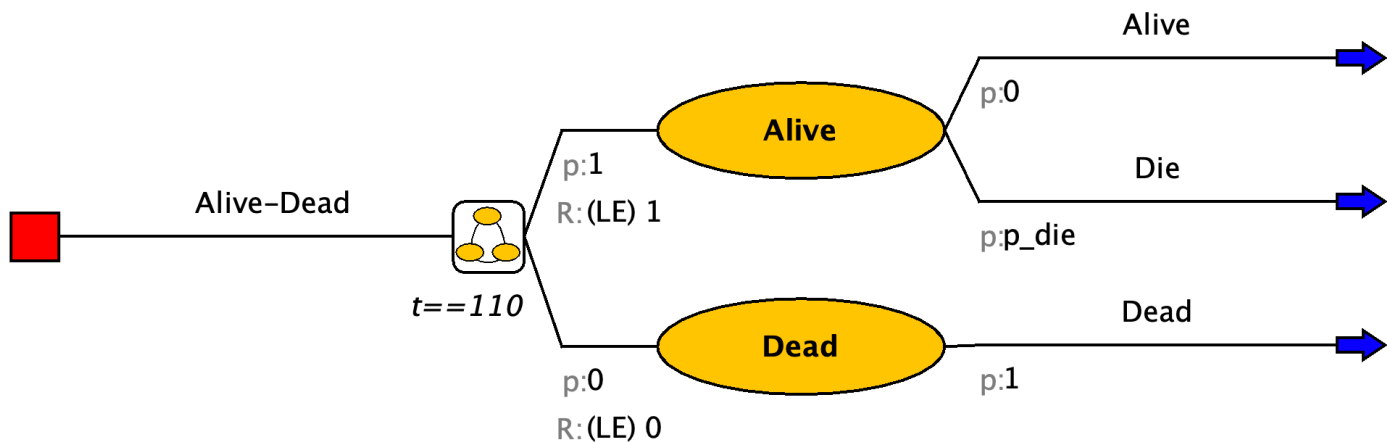 Alive
p:0
Alive
p:1
Die
Alive–Dead
R:(LE) 1
p:p_die
t==110
Dead
Dead
p:0
p:1
R:(LE) 0